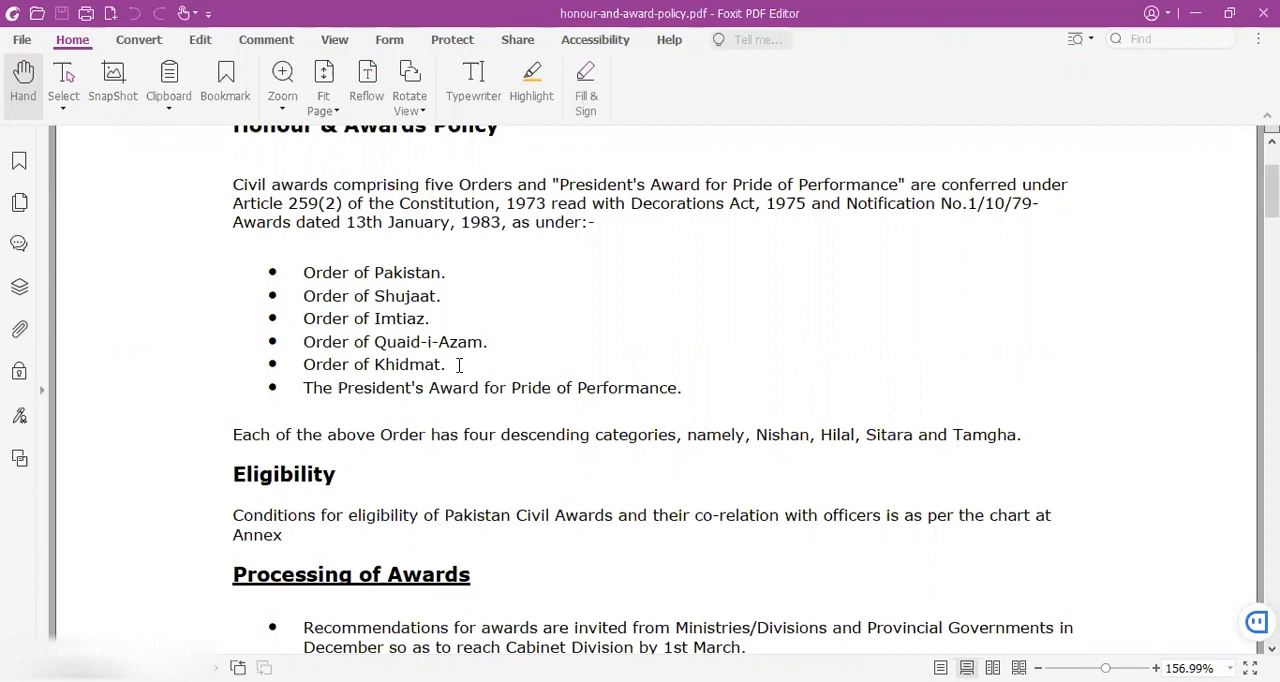 honour-and-award-policy.pdf - Foxit PDF Editor
File Home Convert Edit Comment View Form Protect Share Accessibility Help Tell me... Find
Hand Select SnapShot Clipboard Bookmark Zoom Fit Page Reflow Rotate View Typewriter Highlight Fill & Sign
Honour & Awards Policy
Civil awards comprising five Orders and "President's Award for Pride of Performance" are conferred under
Article 259(2) of the Constitution, 1973 read with Decorations Act, 1975 and Notification No.1/10/79-
Awards dated 13th January, 1983, as under:-
• Order of Pakistan.
• Order of Shujaat.
• Order of Imtiaz.
• Order of Quaid-i-Azam.
• Order of Khidmat.
• The President's Award for Pride of Performance.
Each of the above Order has four descending categories, namely, Nishan, Hilal, Sitara and Tamgha.
Eligibility
Conditions for eligibility of Pakistan Civil Awards and their co-relation with officers is as per the chart at
Annex
Processing of Awards
• Recommendations for awards are invited from Ministries/Divisions and Provincial Governments in
December so as to reach Cabinet Division by 1st March.
156.99%